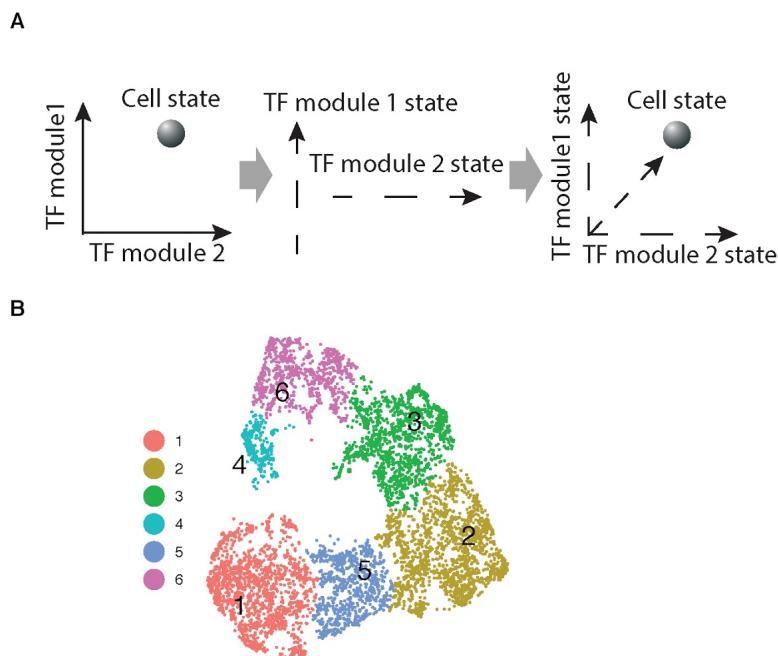 A
Cell state
TF module1
TF module 2
TF module 1 state
TF module 2 state
Cell state
TF module1 state
TF module 2 state
B
1
2
3
4
5
6
6
3
4
2
5
1